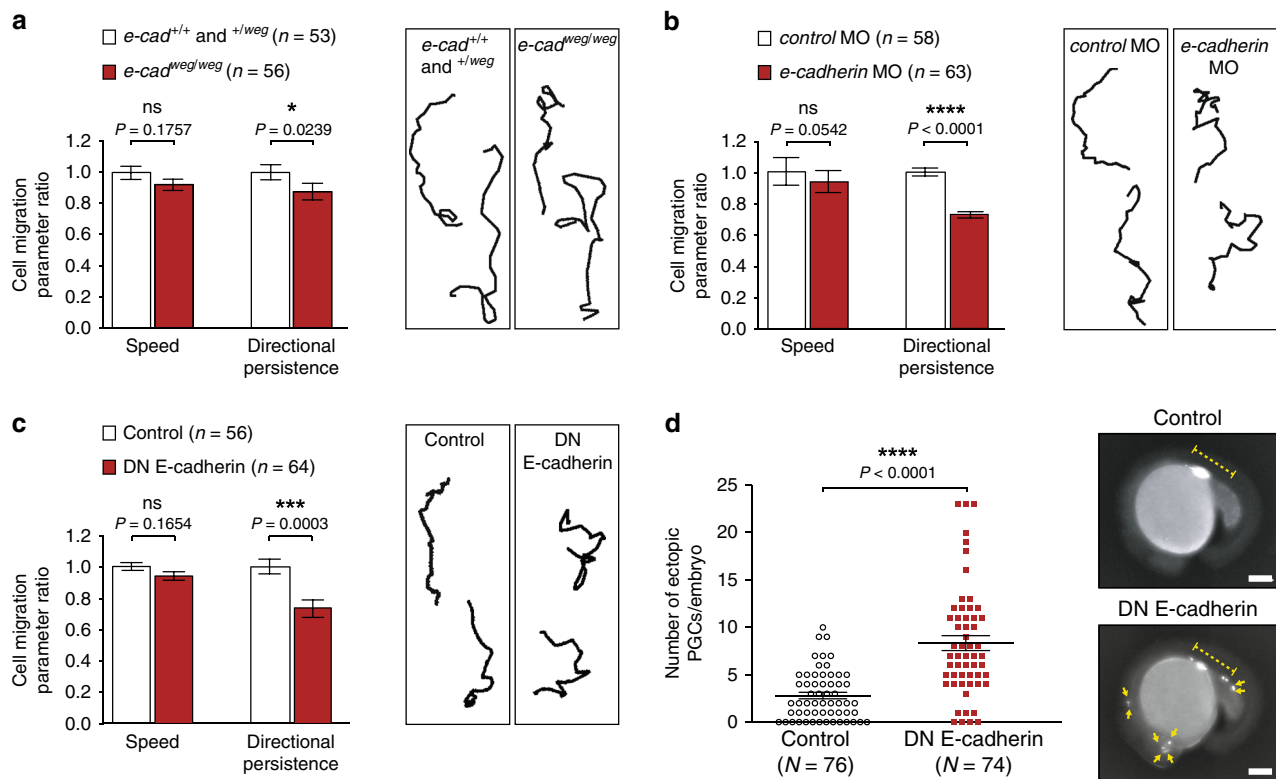 a
e-cad+/+ and +/weg (n = 53)
e-cadweg/weg (n = 56)
ns
P = 0.1757
*
P = 0.0239
1.2
1.0
0.8
0.6
0.4
0.2
0.0
Cell migration
parameter ratio
Speed
Directional
persistence
e-cad+/+
and +/weg
e-cadweg/weg
b
control MO (n = 58)
e-cadherin MO (n = 63)
ns
P = 0.0542
****
P < 0.0001
1.2
1.0
0.8
0.6
0.4
0.2
0.0
Cell migration
parameter ratio
Speed
Directional
persistence
control MO
e-cadherin
MO
c
Control (n = 56)
DN E-cadherin (n = 64)
ns
P = 0.1654
***
P = 0.0003
1.2
1.0
0.8
0.6
0.4
0.2
0.0
Cell migration
parameter ratio
Speed
Directional
persistence
Control
DN
E-cadherin
d
****
P < 0.0001
25
20
15
10
5
0
Number of ectopic
PGCs/embryo
Control
(N = 76)
DN E-cadherin
(N = 74)
Control
DN E-cadherin